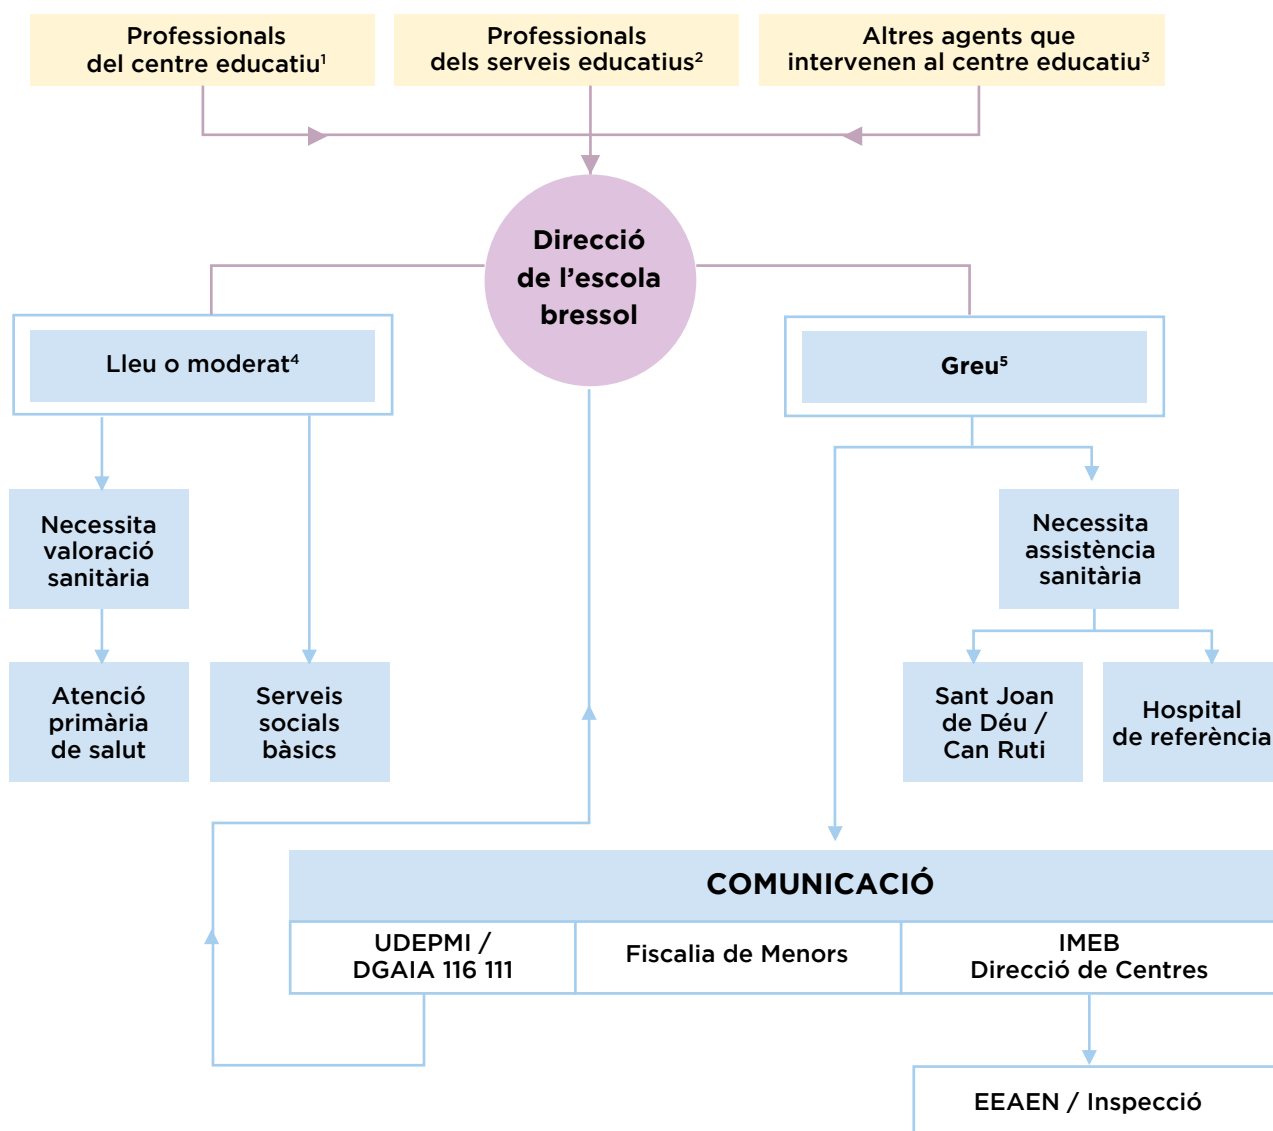 Professionals
del centre educatiu¹
Professionals
dels serveis educatius²
Altres agents que
intervenen al centre educatiu³
Direcció
de l’escola
bressol
Lleu o moderat⁴
Greu⁵
Necessita
valoració
sanitària
Necessita
assistència
sanitària
Atenció
primària
de salut
Serveis
socials
bàsics
Sant Joan
de Déu /
Can Ruti
Hospital
de referència
COMUNICACIÓ
UDEPMI /
DGAIA 116 111
Fiscalia de Menors
IMEB
Direcció de Centres
EEAEN / Inspecció